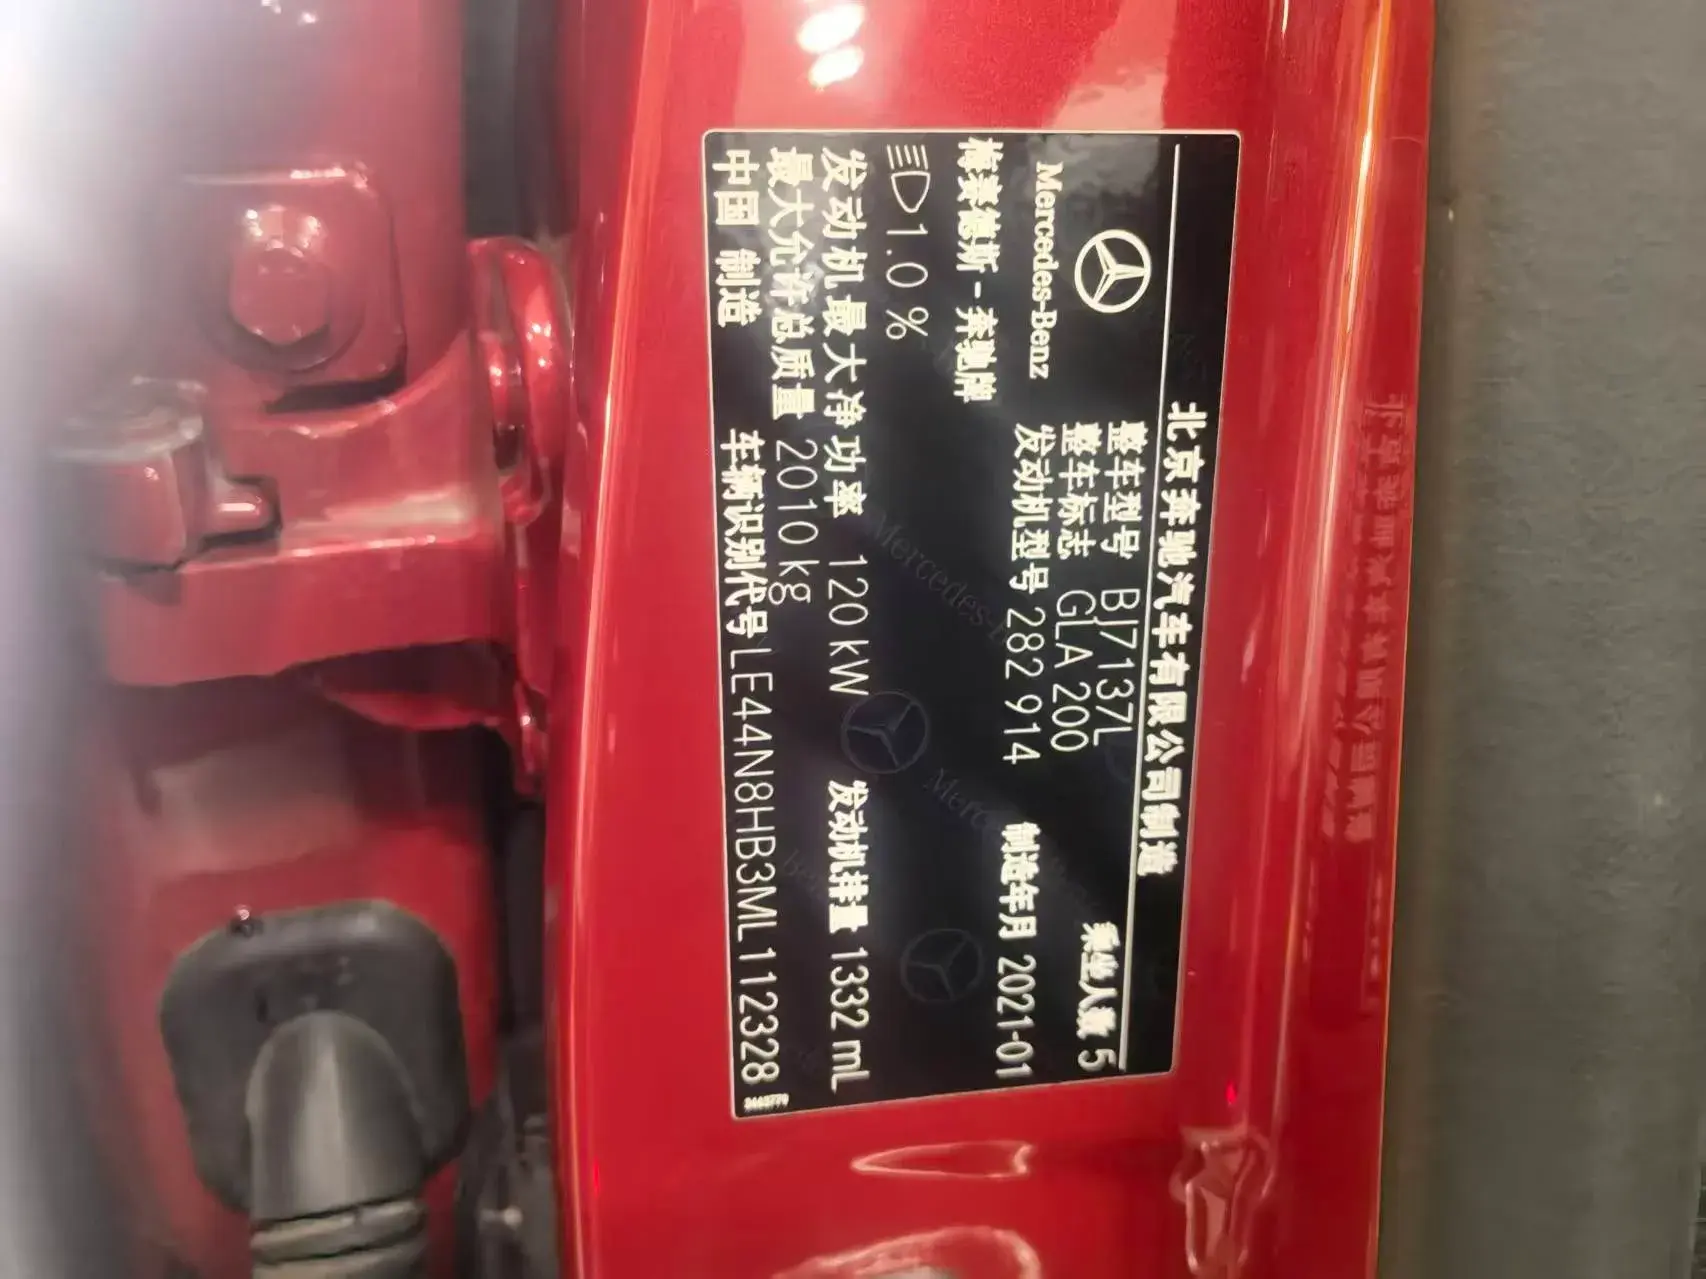 北京奔驰汽车有限公司制造
Mercedes-Benz
整车型号 BJ7137L 乘坐人数 5
整车标志 GLA 200
梅赛德斯-奔驰牌 发动机型号 282 914 制造年月 2021-01
1.0 %
发动机最大净功率 120 kW 发动机排量 1332 mL
最大允许总质量 2010 kg
中国 制造 车辆识别代号 LE44N8HB3ML112328